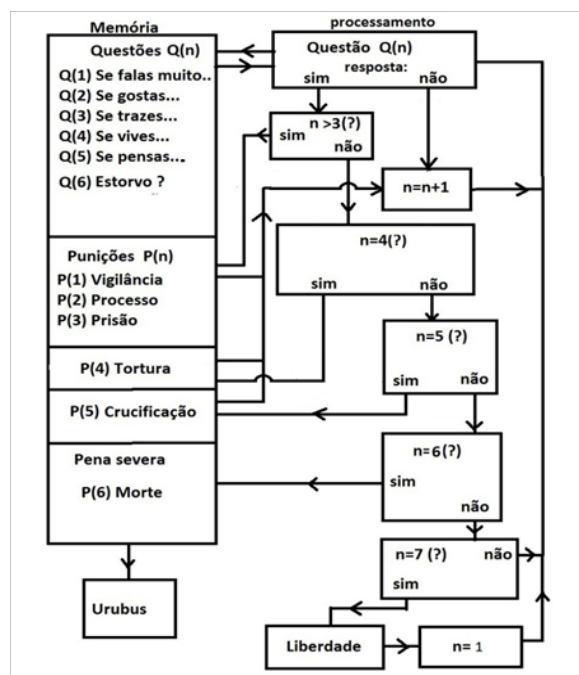 Memória
Questões Q(n)
Q(1) Se falas muito..
Q(2) Se gostas...
Q(3) Se trazes...
Q(4) Se vives...
Q(5) Se pensas...
Q(6) Estorvo ?
Punições P(n)
P(1) Vigilância
P(2) Processo
P(3) Prisão
P(4) Tortura
P(5) Crucificação
Pena severa
P(6) Morte
Urubus
processamento
Questão Q(n)
resposta:
sim não
n >3(?)
sim
não
n=n+1
n=4(?)
sim não
n=5 (?)
sim não
n=6(?)
sim
não
n=7 (?) não
sim
Liberdade
n= 1